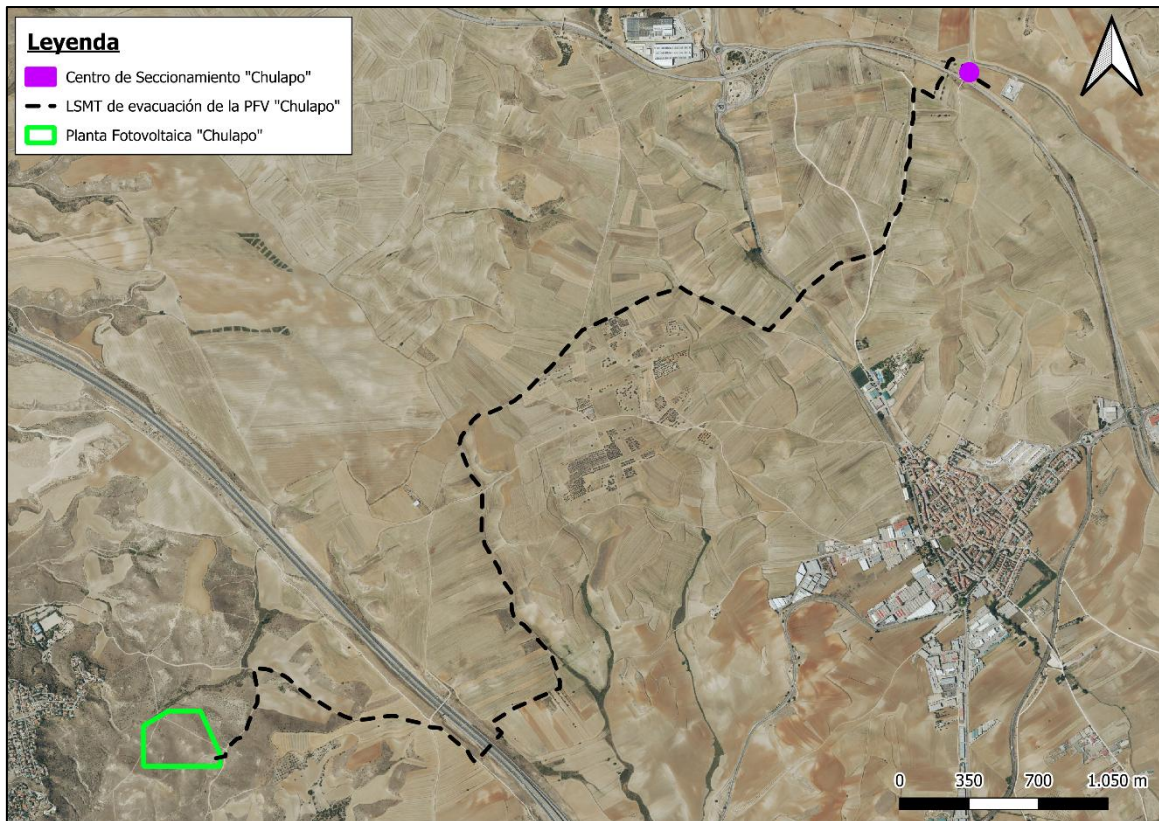 Leyenda
Centro de Seccionamiento "Chulapo"
LSMT de evacuación de la PFV "Chulapo"
Planta Fotovoltaica "Chulapo"
0 350 700 1.050 m